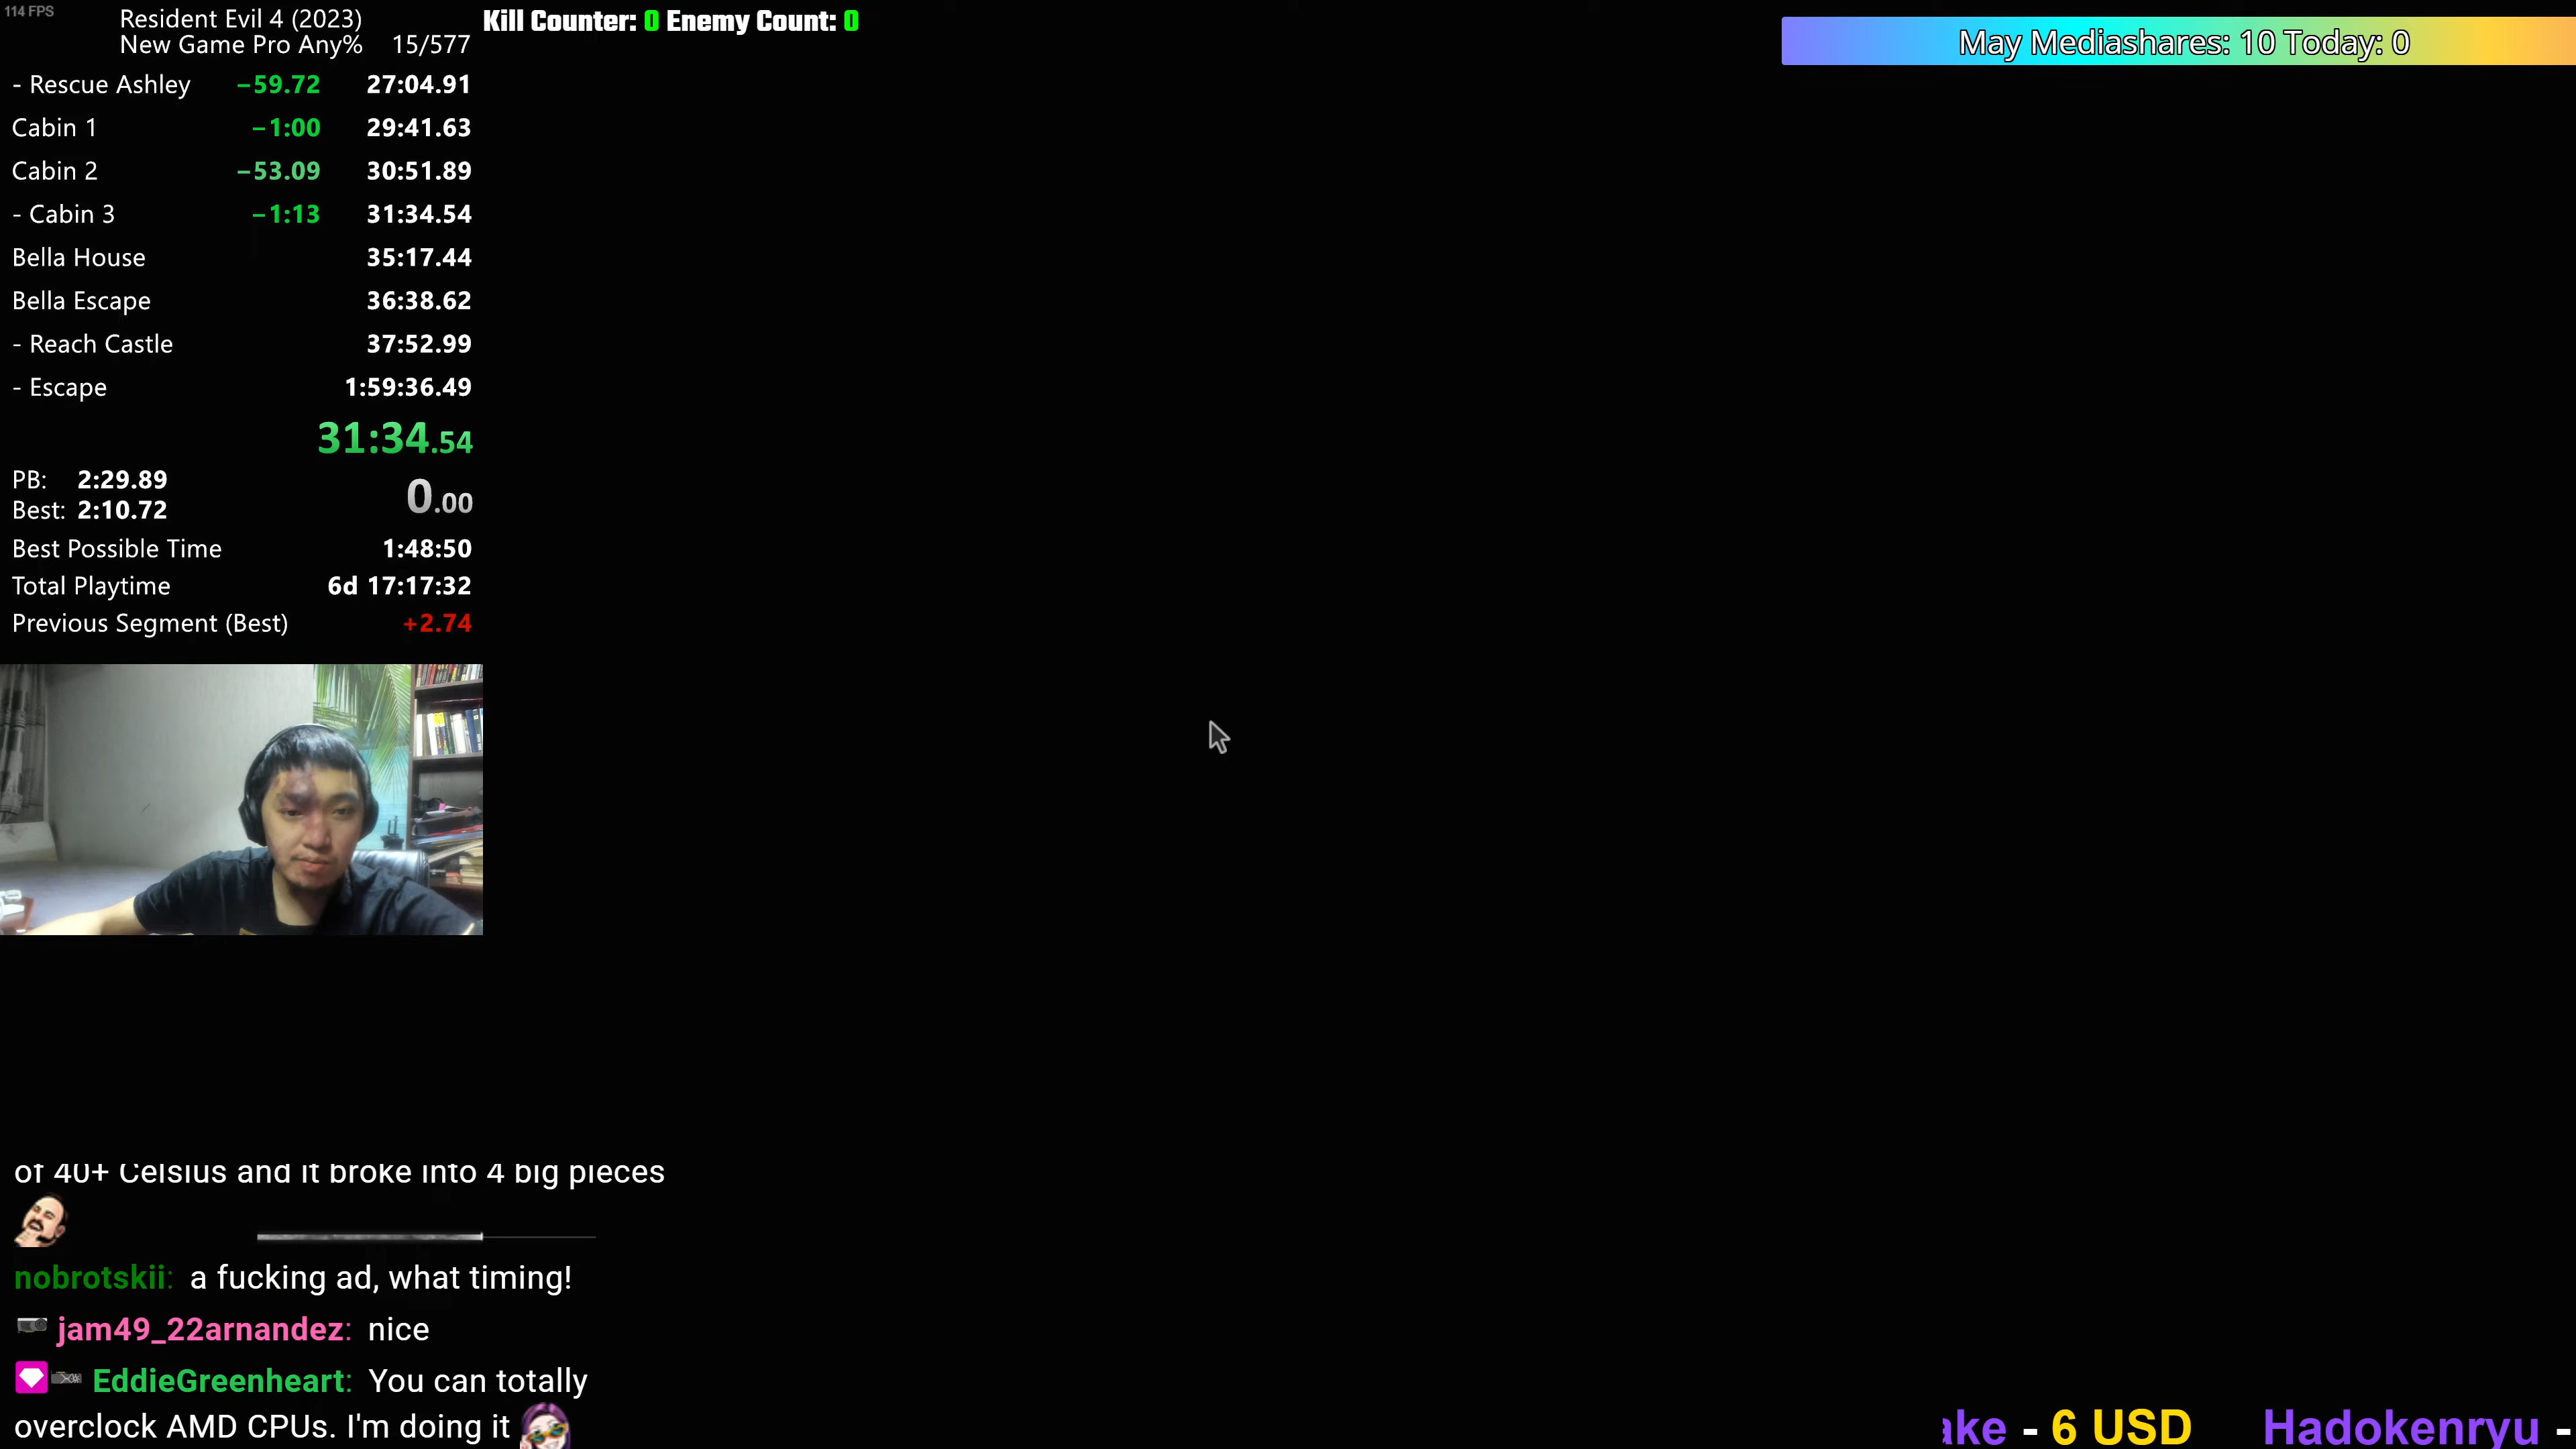 114 FPS
Resident Evil 4 (2023)
New Game Pro Any% 15/577
Kill Counter: 0 Enemy Count: 0
May Mediashares: 10 Today: 0
- Rescue Ashley −59.72 27:04.91
Cabin 1 −1:00 29:41.63
Cabin 2 −53.09 30:51.89
- Cabin 3 −1:13 31:34.54
Bella House 35:17.44
Bella Escape 36:38.62
- Reach Castle 37:52.99
- Escape 1:59:36.49
31:34.54
PB: 2:29.89
Best: 2:10.72
0.00
Best Possible Time 1:48:50
Total Playtime 6d 17:17:32
Previous Segment (Best) +2.74
of 40+ Celsius and it broke into 4 big pieces
nobrotskii: a fucking ad, what timing!
jam49_22arnandez: nice
EddieGreenheart: You can totally
overclock AMD CPUs. I'm doing it
ake - 6 USD Hadokenryu -